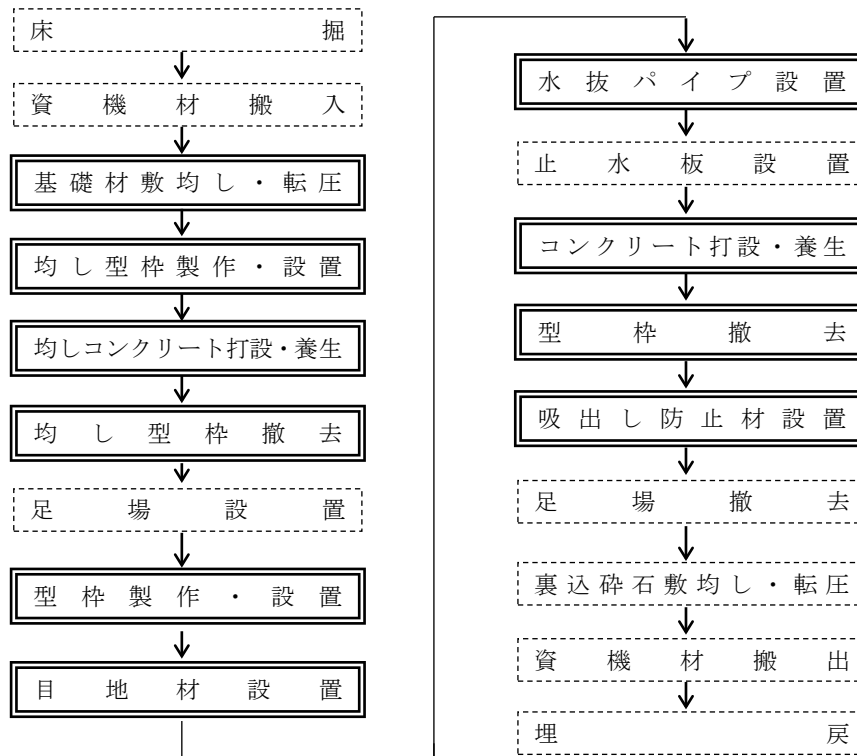 床掘
資機材搬入
基礎材敷均し・転圧
均し型枠製作・設置
均しコンクリート打設・養生
均し型枠撤去
足場設置
型枠製作・設置
目地材設置
水抜パイプ設置
止水板設置
コンクリート打設・養生
型枠撤去
吸出し防止材設置
足場撤去
裏込砕石敷均し・転圧
資機材搬出
埋戻